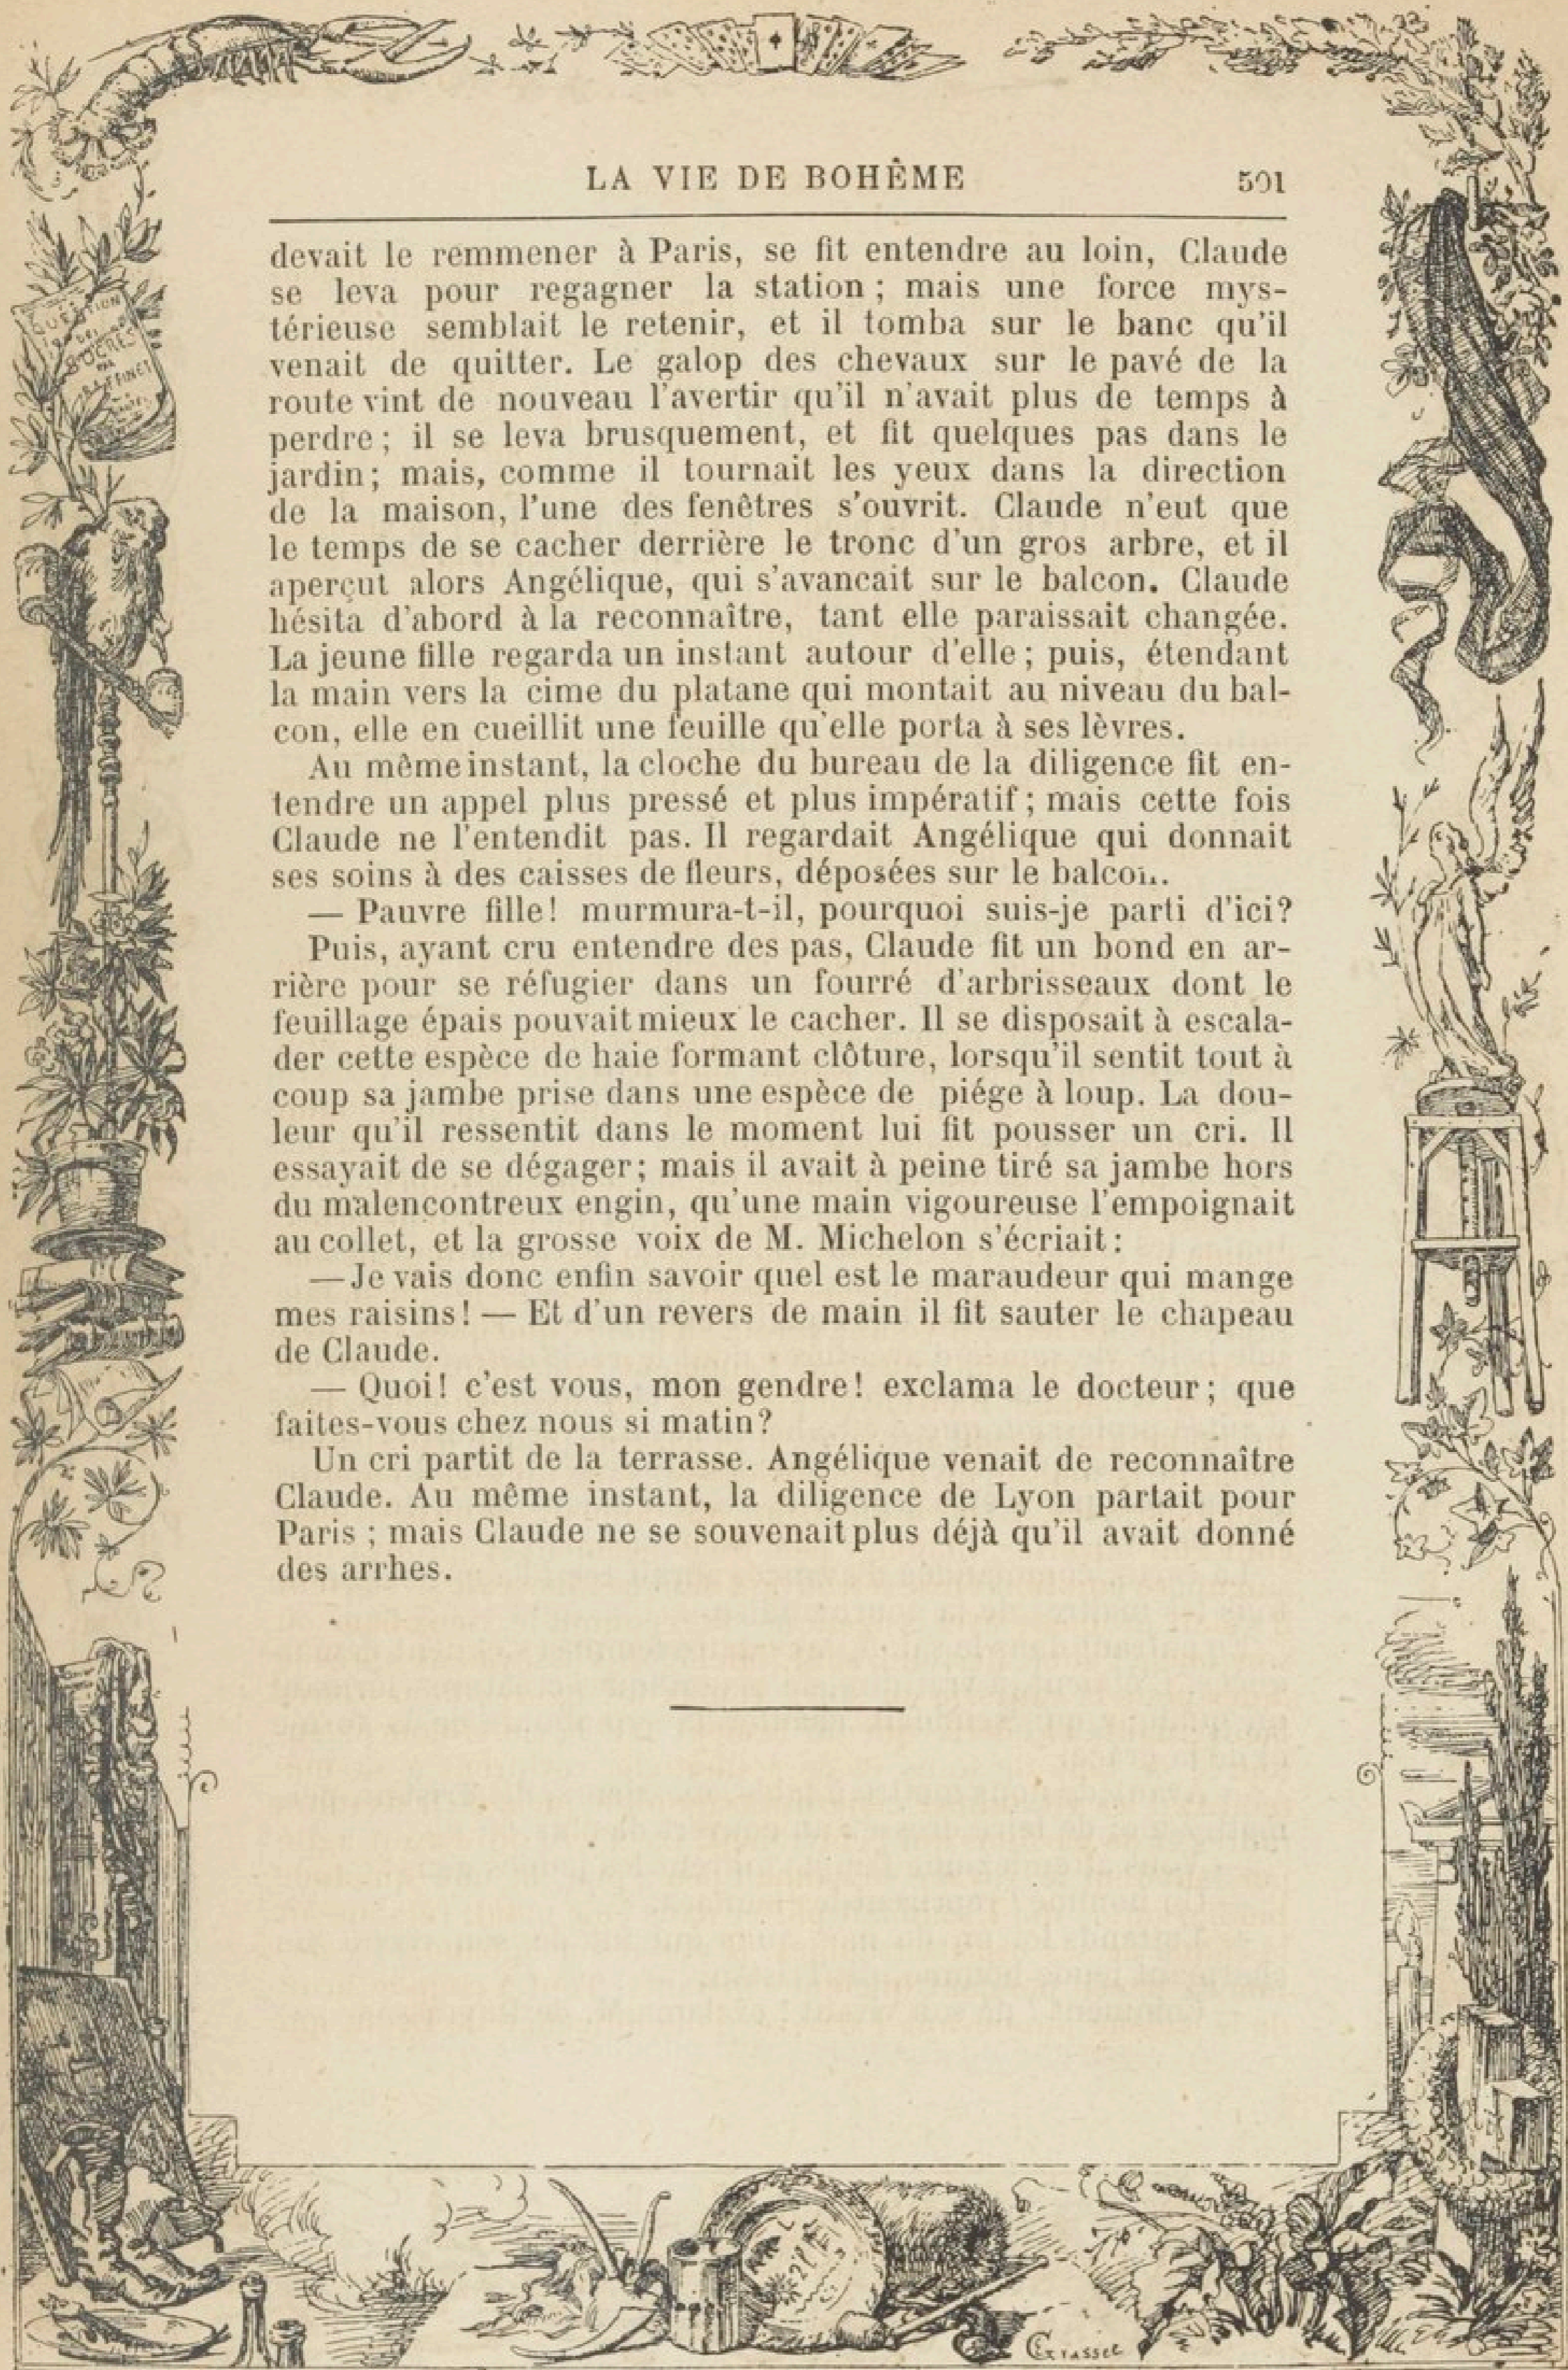 LA VIE DE BOHÊME 501
devait le remmener à Paris, se fit entendre au loin, Claude
se leva pour regagner la station ; mais une force mys-
térieuse semblait le retenir, et il tomba sur le banc qu'il
venait de quitter. Le galop des chevaux sur le pavé de la
route vint de nouveau l'avertir qu'il n'avait plus de temps à
perdre ; il se leva brusquement, et fit quelques pas dans le
jardin ; mais, comme il tournait les yeux dans la direction
de la maison, l'une des fenêtres s'ouvrit. Claude n'eut que
le temps de se cacher derrière le tronc d'un gros arbre, et il
aperçut alors Angélique, qui s'avancait sur le balcon. Claude
hésita d'abord à la reconnaître, tant elle paraissait changée.
La jeune fille regarda un instant autour d'elle ; puis, étendant
la main vers la cime du platane qui montait au niveau du bal-
con, elle en cueillit une feuille qu'elle porta à ses lèvres.
Au même instant, la cloche du bureau de la diligence fit en-
tendre un appel plus pressé et plus impératif ; mais cette fois
Claude ne l'entendit pas. Il regardait Angélique qui donnait
ses soins à des caisses de fleurs, déposées sur le balcon.
— Pauvre fille! murmura-t-il, pourquoi suis-je parti d'ici?
Puis, ayant cru entendre des pas, Claude fit un bond en ar-
rière pour se réfugier dans un fourré d'arbrisseaux dont le
feuillage épais pouvait mieux le cacher. Il se disposait à escala-
der cette espèce de haie formant clôture, lorsqu'il sentit tout à
coup sa jambe prise dans une espèce de piége à loup. La dou-
leur qu'il ressentit dans le moment lui fit pousser un cri. Il
essayait de se dégager ; mais il avait à peine tiré sa jambe hors
du malencontreux engin, qu'une main vigoureuse l'empoignait
au collet, et la grosse voix de M. Michelon s'écriait :
— Je vais donc enfin savoir quel est le maraudeur qui mange
mes raisins! — Et d'un revers de main il fit sauter le chapeau
de Claude.
— Quoi! c'est vous, mon gendre! exclama le docteur ; que
faites-vous chez nous si matin?
Un cri partit de la terrasse. Angélique venait de reconnaître
Claude. Au même instant, la diligence de Lyon partait pour
Paris ; mais Claude ne se souvenait plus déjà qu'il avait donné
des arrhes.
QUESTION
DES
SUCRES
Grasset